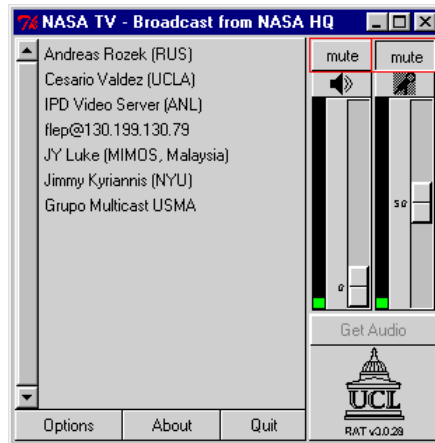 NASA TV - Broadcast from NASA HQ
Andreas Rozek (RUS)
Cesario Valdez (UCLA)
IPD Video Server (ANL)
flep@130.199.130.79
JY Luke (MIMOS, Malaysia)
Jimmy Kyriannis (NYU)
Grupo Multicast USMA
mute mute
50
0
Get Audio
UCL
RAT v3.0.28
Options About Quit